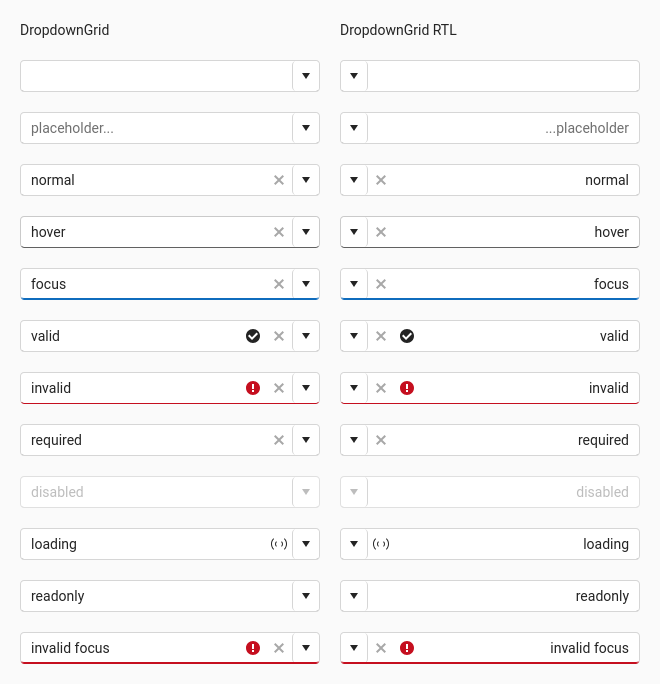 DropdownGrid
DropdownGrid RTL
placeholder...
...placeholder
normal
normal
hover
hover
focus
focus
valid
valid
invalid
invalid
required
required
disabled
disabled
loading
loading
readonly
readonly
invalid focus
invalid focus